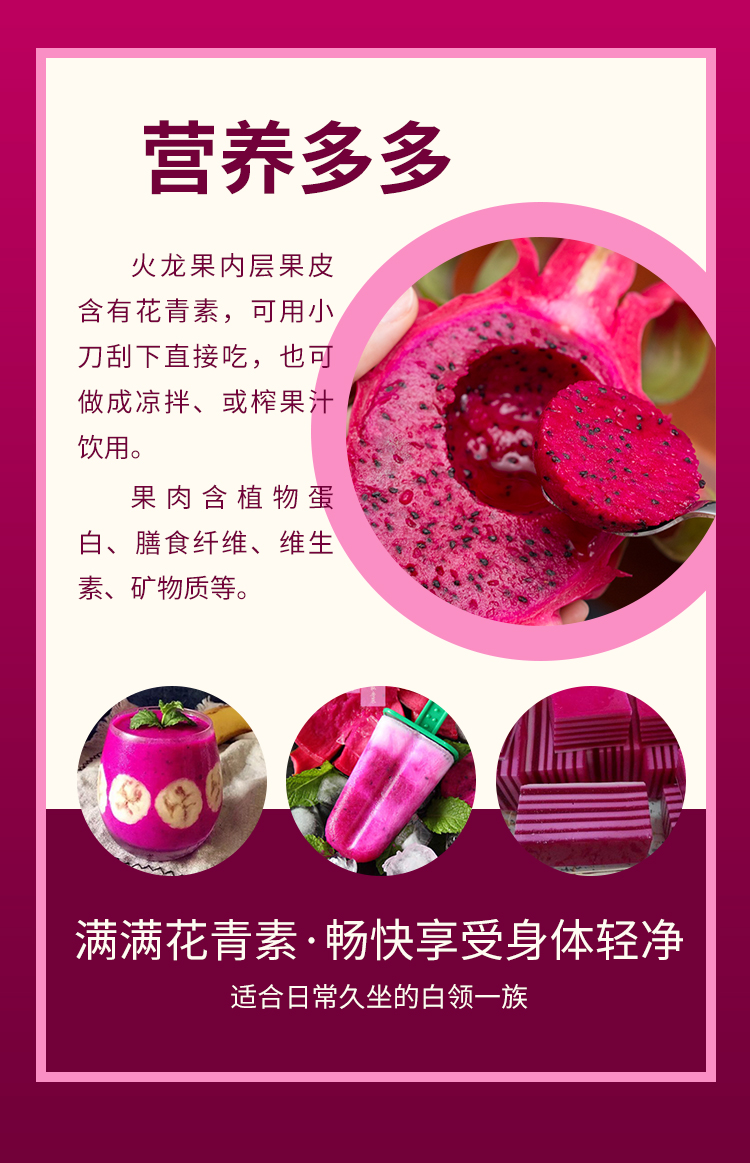 营养多多
火龙果内层果皮
含有花青素，可用小
刀刮下直接吃，也可
做成凉拌、或榨果汁
饮用。
果肉含植物蛋
白、膳食纤维、维生
素、矿物质等。
满满花青素·畅快享受身体轻净
适合日常久坐的白领一族